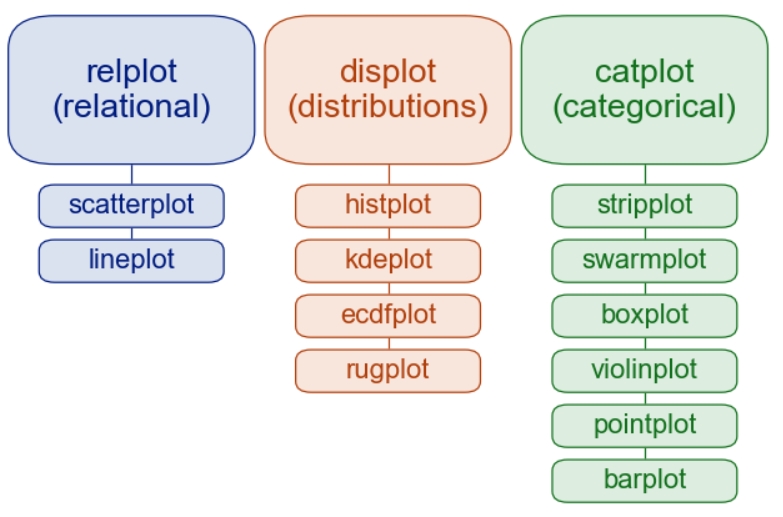 relplot
(relational)
scatterplot
lineplot
displot
(distributions)
histplot
kdeplot
ecdfplot
rugplot
catplot
(categorical)
stripplot
swarmplot
boxplot
violinplot
pointplot
barplot